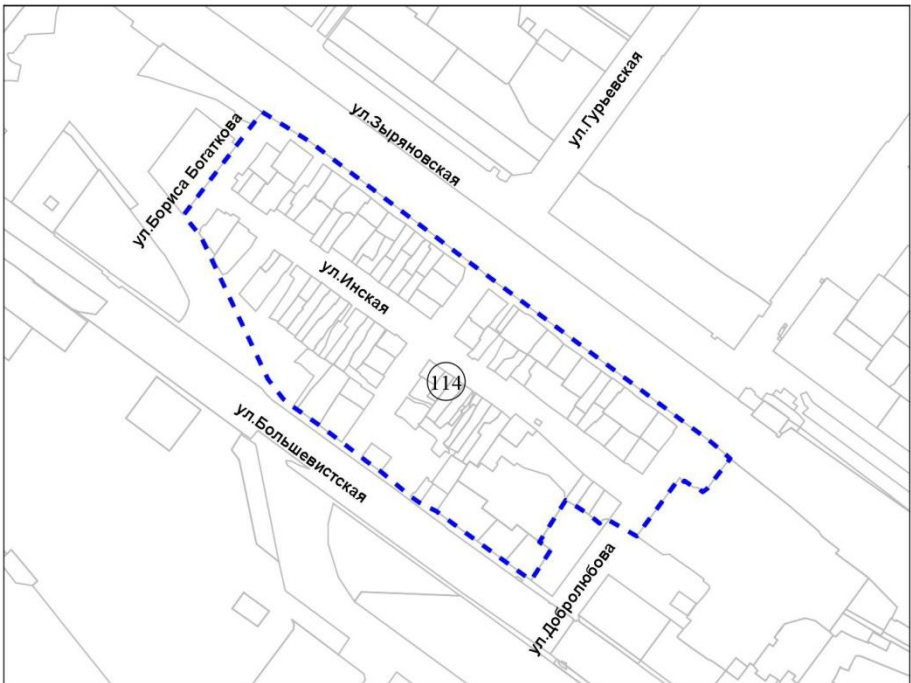 ул.Зыряновская
ул.Гурьевская
ул.Бориса Богаткова
ул.Инская
114
ул.Большевистская
ул.Добролюбова